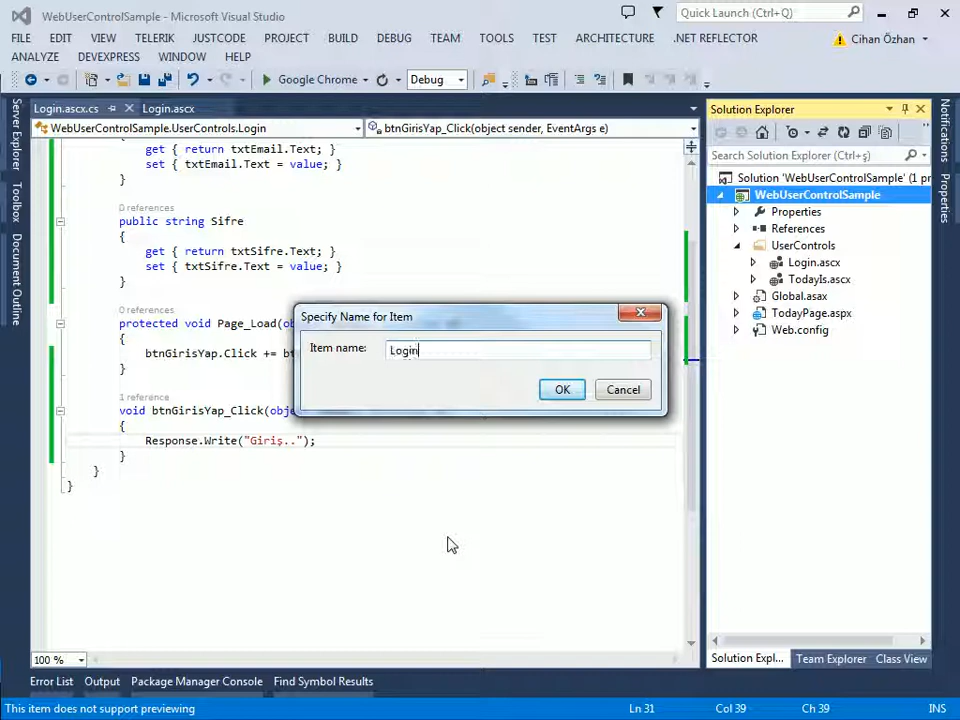 WebUserControlSample - Microsoft Visual Studio
Quick Launch (Ctrl+Q)
FILE EDIT VIEW TELERIK JUSTCODE PROJECT BUILD DEBUG TEAM TOOLS TEST ARCHITECTURE .NET REFLECTOR
Cihan Özhan
ANALYZE DEVEXPRESS WINDOW HELP
Google Chrome
Debug
Login.ascx.cs
Login.ascx
WebUserControlSample.UserControls.Login
btnGirisYap_Click(object sender, EventArgs e)
get { return txtEmail.Text; }
set { txtEmail.Text = value; }
}
0 references
public string Sifre
{
get { return txtSifre.Text; }
set { txtSifre.Text = value; }
}
0 references
protected void Page_Load(ob
{
btnGirisYap.Click += bt
}
1 reference
void btnGirisYap_Click(obje
{
Response.Write("Giriş..");
}
}
}
Specify Name for Item
Item name:
Login
OK
Cancel
Server Explorer
Toolbox
Document Outline
Solution Explorer
Search Solution Explorer (Ctrl+ş)
Solution 'WebUserControlSample' (1 pr
WebUserControlSample
Properties
References
UserControls
Login.ascx
TodayIs.ascx
Global.asax
TodayPage.aspx
Web.config
Notifications
Properties
100 %
Solution Expl...
Team Explorer
Class View
Error List
Output
Package Manager Console
Find Symbol Results
This item does not support previewing
Ln 31
Col 39
Ch 39
INS